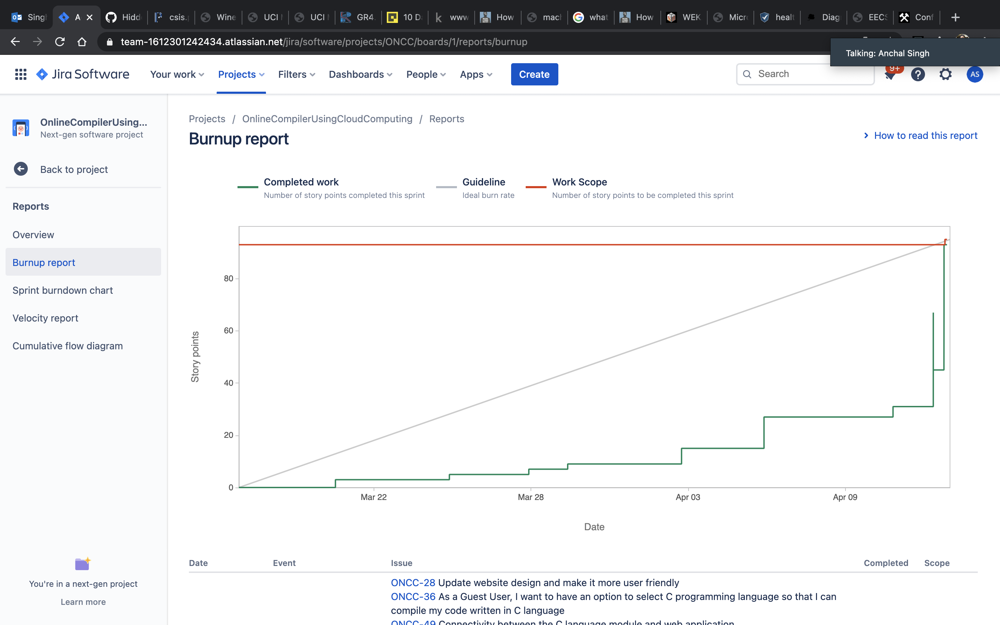 Singh A Hidd csis. Wine UCI UCI GR4. 10 D www How mach what How WEK Micro healt Diag EECS Conf
team-1612301242434.atlassian.net/jira/software/projects/ONCC/boards/1/reports/burnup
Talking: Anchal Singh
Jira Software Your work Projects Filters Dashboards People Apps Create Search 9+ AS
OnlineCompilerUsing...
Next-gen software project
Back to project
Reports
Overview
Burnup report
Sprint burndown chart
Velocity report
Cumulative flow diagram
You're in a next-gen project
Learn more
Projects / OnlineCompilerUsingCloudComputing / Reports
Burnup report
How to read this report
Completed work
Number of story points completed this sprint
Guideline
Ideal burn rate
Work Scope
Number of story points to be completed this sprint
Story points
80
60
40
20
0
Mar 22 Mar 28 Apr 03 Apr 09
Date
Date Event Issue Completed Scope
ONCC-28 Update website design and make it more user friendly
ONCC-36 As a Guest User, I want to have an option to select C programming language so that I can
compile my code written in C language
ONCC-49 Connectivity between the C language module and web application